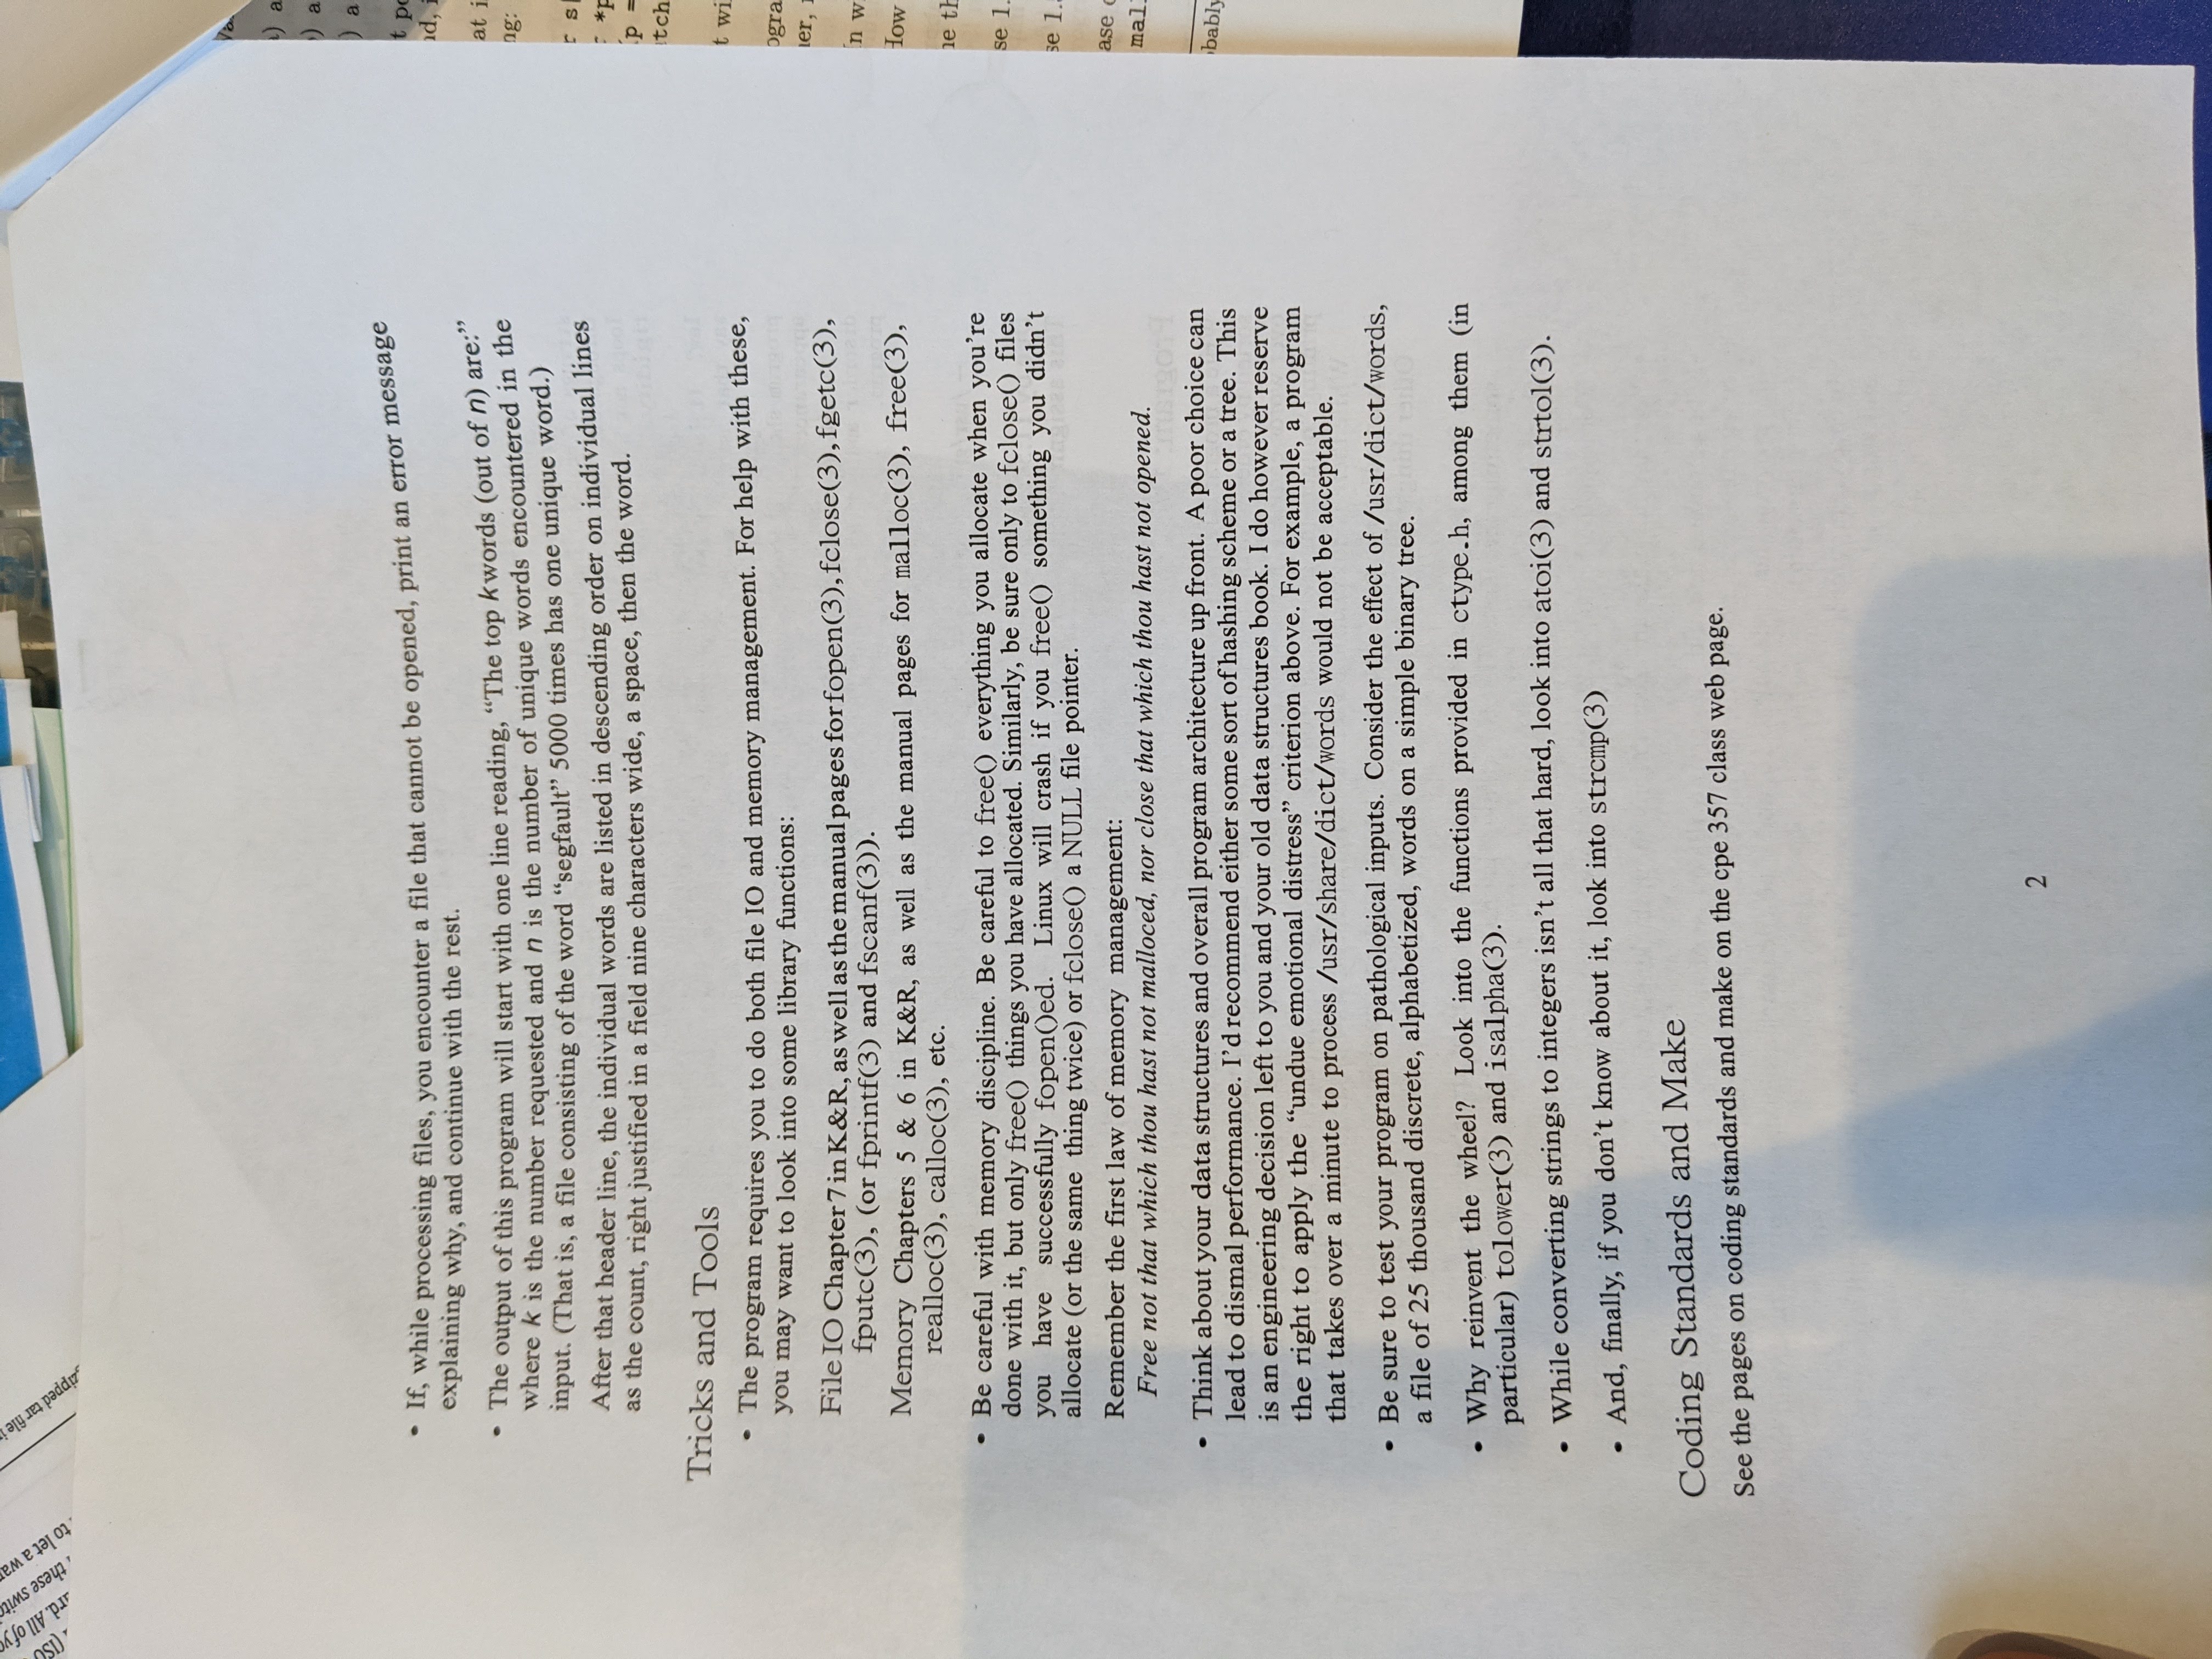 zipped tar file i
• If, while processing files, you encounter a file that cannot be opened, print an error message
explaining why, and continue with the rest.
• The output of this program will start with one line reading, “The top k words (out of n) are:”
where k is the number requested and n is the number of unique words encountered in the
input. (That is, a file consisting of the word “segfault” 5000 times has one unique word.)
After that header line, the individual words are listed in descending order on individual lines
as the count, right justified in a field nine characters wide, a space, then the word.
Tricks and Tools
• The program requires you to do both file IO and memory management. For help with these,
you may want to look into some library functions:
File IO Chapter 7 in K&R, as well as the manual pages for fopen(3), fclose(3), fgetc(3),
fputc(3), (or fprintf(3) and fscanf(3)).
Memory Chapters 5 & 6 in K&R, as well as the manual pages for malloc(3), free(3),
realloc(3), calloc(3), etc.
• Be careful with memory discipline. Be careful to free() everything you allocate when you’re
done with it, but only free() things you have allocated. Similarly, be sure only to fclose() files
you have successfully fopen()ed. Linux will crash if you free() something you didn’t
allocate (or the same thing twice) or fclose() a NULL file pointer.
Remember the first law of memory management:
Free not that which thou hast not malloced, nor close that which thou hast not opened.
• Think about your data structures and overall program architecture up front. A poor choice can
lead to dismal performance. I’d recommend either some sort of hashing scheme or a tree. This
is an engineering decision left to you and your old data structures book. I do however reserve
the right to apply the “undue emotional distress” criterion above. For example, a program
that takes over a minute to process /usr/share/dict/words would not be acceptable.
• Be sure to test your program on pathological inputs. Consider the effect of /usr/dict/words,
a file of 25 thousand discrete, alphabetized, words on a simple binary tree.
• Why reinvent the wheel? Look into the functions provided in ctype.h, among them (in
particular) tolower(3) and isalpha(3).
• While converting strings to integers isn’t all that hard, look into atoi(3) and strtol(3).
• And, finally, if you don’t know about it, look into strcmp(3)
Coding Standards and Make
See the pages on coding standards and make on the cpe 357 class web page.
2